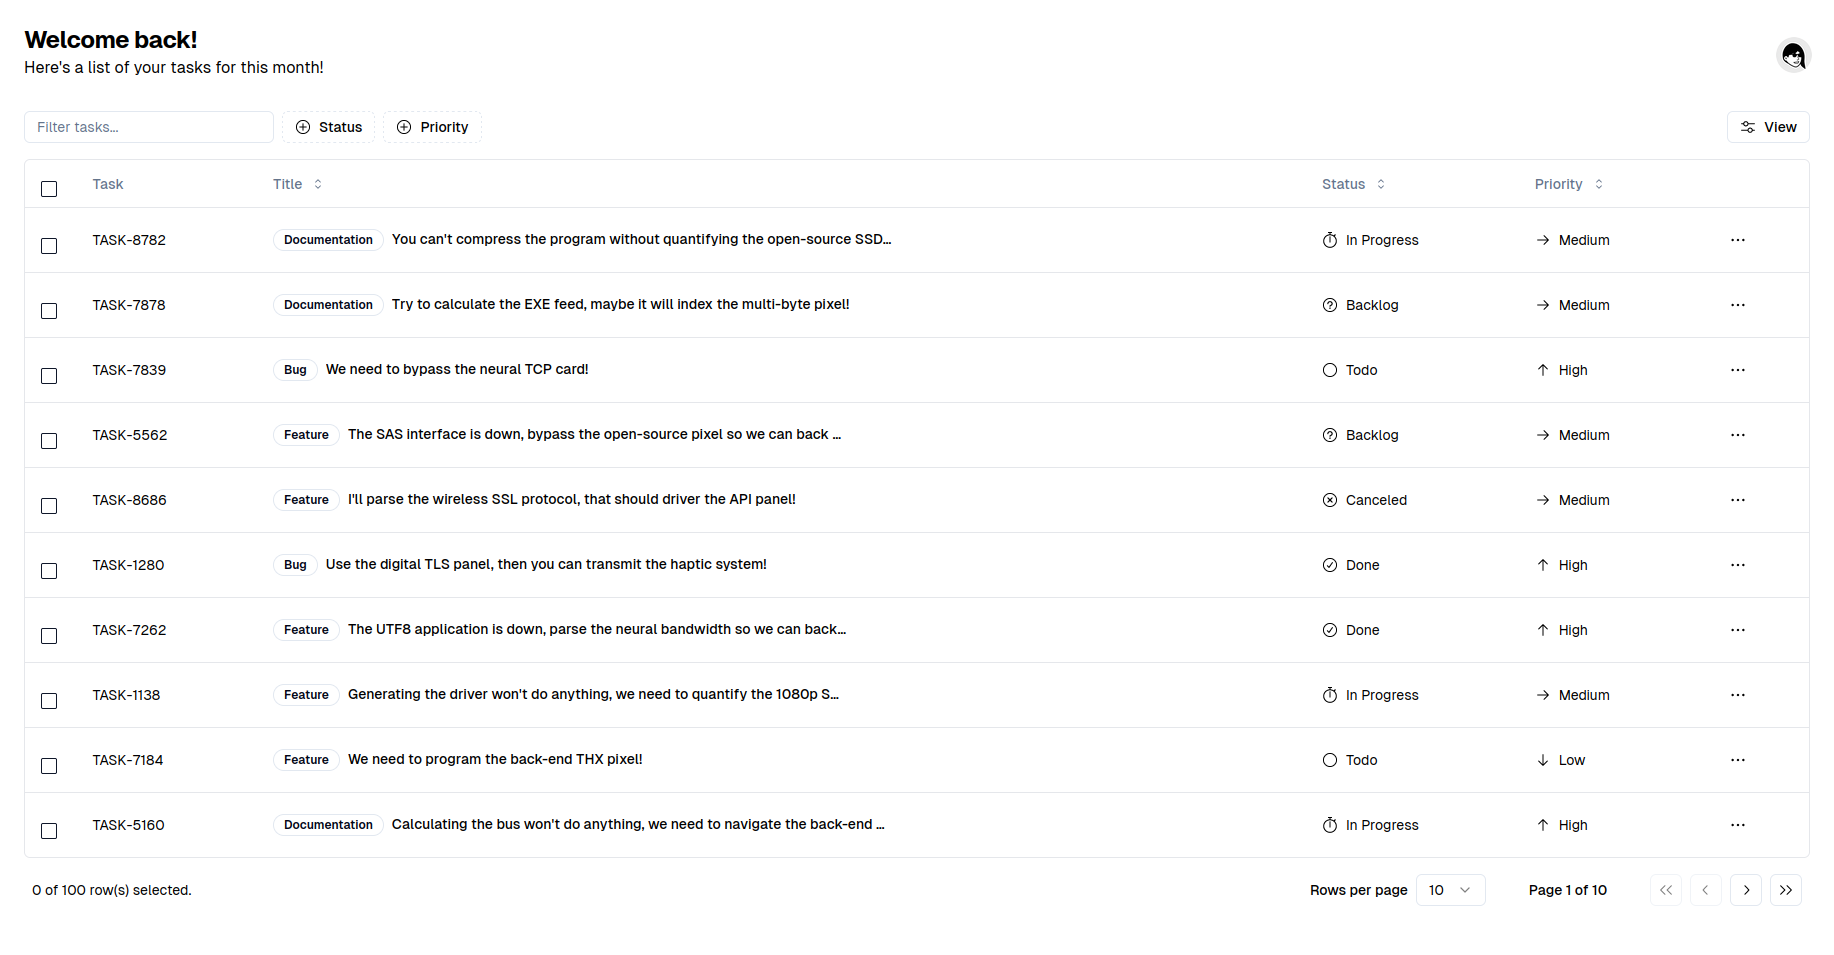 Welcome back!
Here's a list of your tasks for this month!
Filter tasks...
Status
Priority
View
Task Title Status Priority
TASK-8782 Documentation You can't compress the program without quantifying the open-source SSD... In Progress Medium
TASK-7878 Documentation Try to calculate the EXE feed, maybe it will index the multi-byte pixel! Backlog Medium
TASK-7839 Bug We need to bypass the neural TCP card! Todo High
TASK-5562 Feature The SAS interface is down, bypass the open-source pixel so we can back ... Backlog Medium
TASK-8686 Feature I'll parse the wireless SSL protocol, that should driver the API panel! Canceled Medium
TASK-1280 Bug Use the digital TLS panel, then you can transmit the haptic system! Done High
TASK-7262 Feature The UTF8 application is down, parse the neural bandwidth so we can back... Done High
TASK-1138 Feature Generating the driver won't do anything, we need to quantify the 1080p S... In Progress Medium
TASK-7184 Feature We need to program the back-end THX pixel! Todo Low
TASK-5160 Documentation Calculating the bus won't do anything, we need to navigate the back-end ... In Progress High
0 of 100 row(s) selected. Rows per page 10 Page 1 of 10